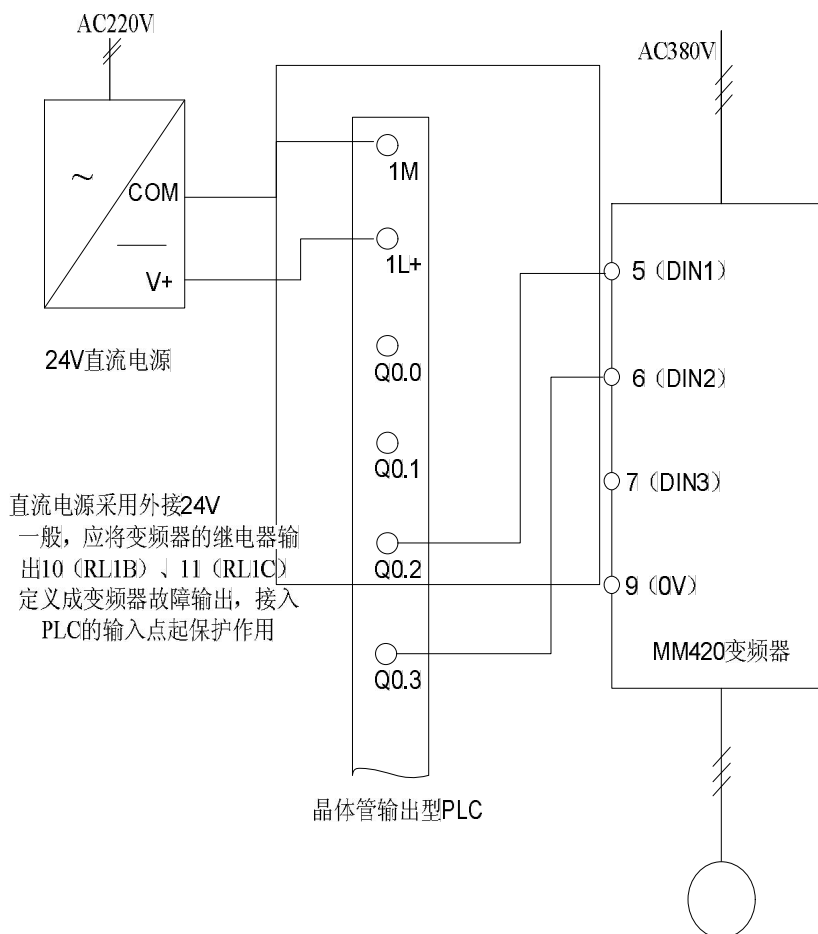 AC220V
AC380V
~
COM
V+
24V直流电源
1M
1L+
Q0.0
Q0.1
Q0.2
Q0.3
晶体管输出型PLC
5（DIN1）
6（DIN2）
7（DIN3）
9（0V）
MM420变频器
直流电源采用外接24V
一般，应将变频器的继电器输
出10（RL1B）、11（RL1C）
定义成变频器故障输出，接入
PLC的输入点起保护作用